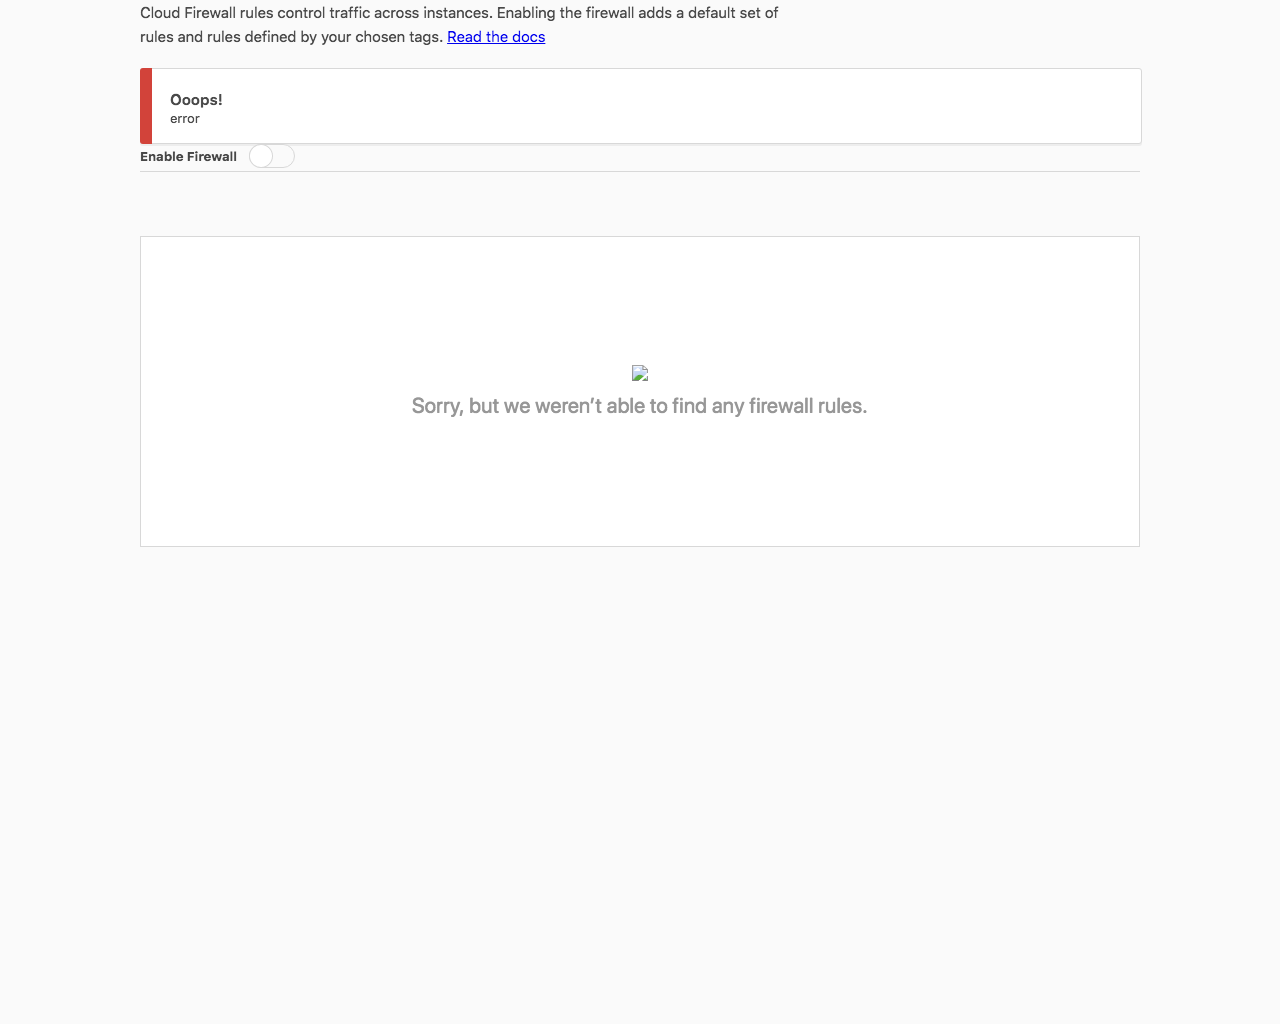 Cloud Firewall rules control traffic across instances. Enabling the firewall adds a default set of
rules and rules defined by your chosen tags. Read the docs
Ooops!
error
Enable Firewall
Sorry, but we weren’t able to find any firewall rules.